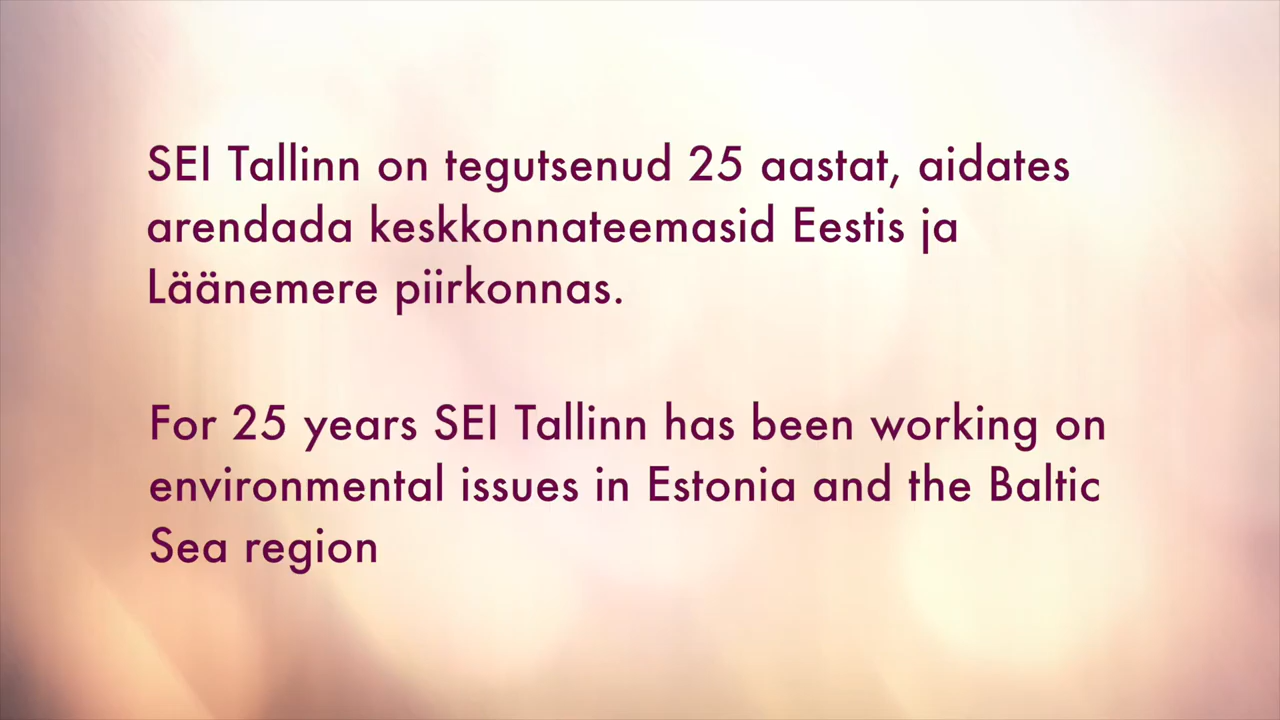 SEI Tallinn on tegutsenud 25 aastat, aidates
arendada keskkonnateemasid Eestis ja
Läänemere piirkonnas.
For 25 years SEI Tallinn has been working on
environmental issues in Estonia and the Baltic
Sea region